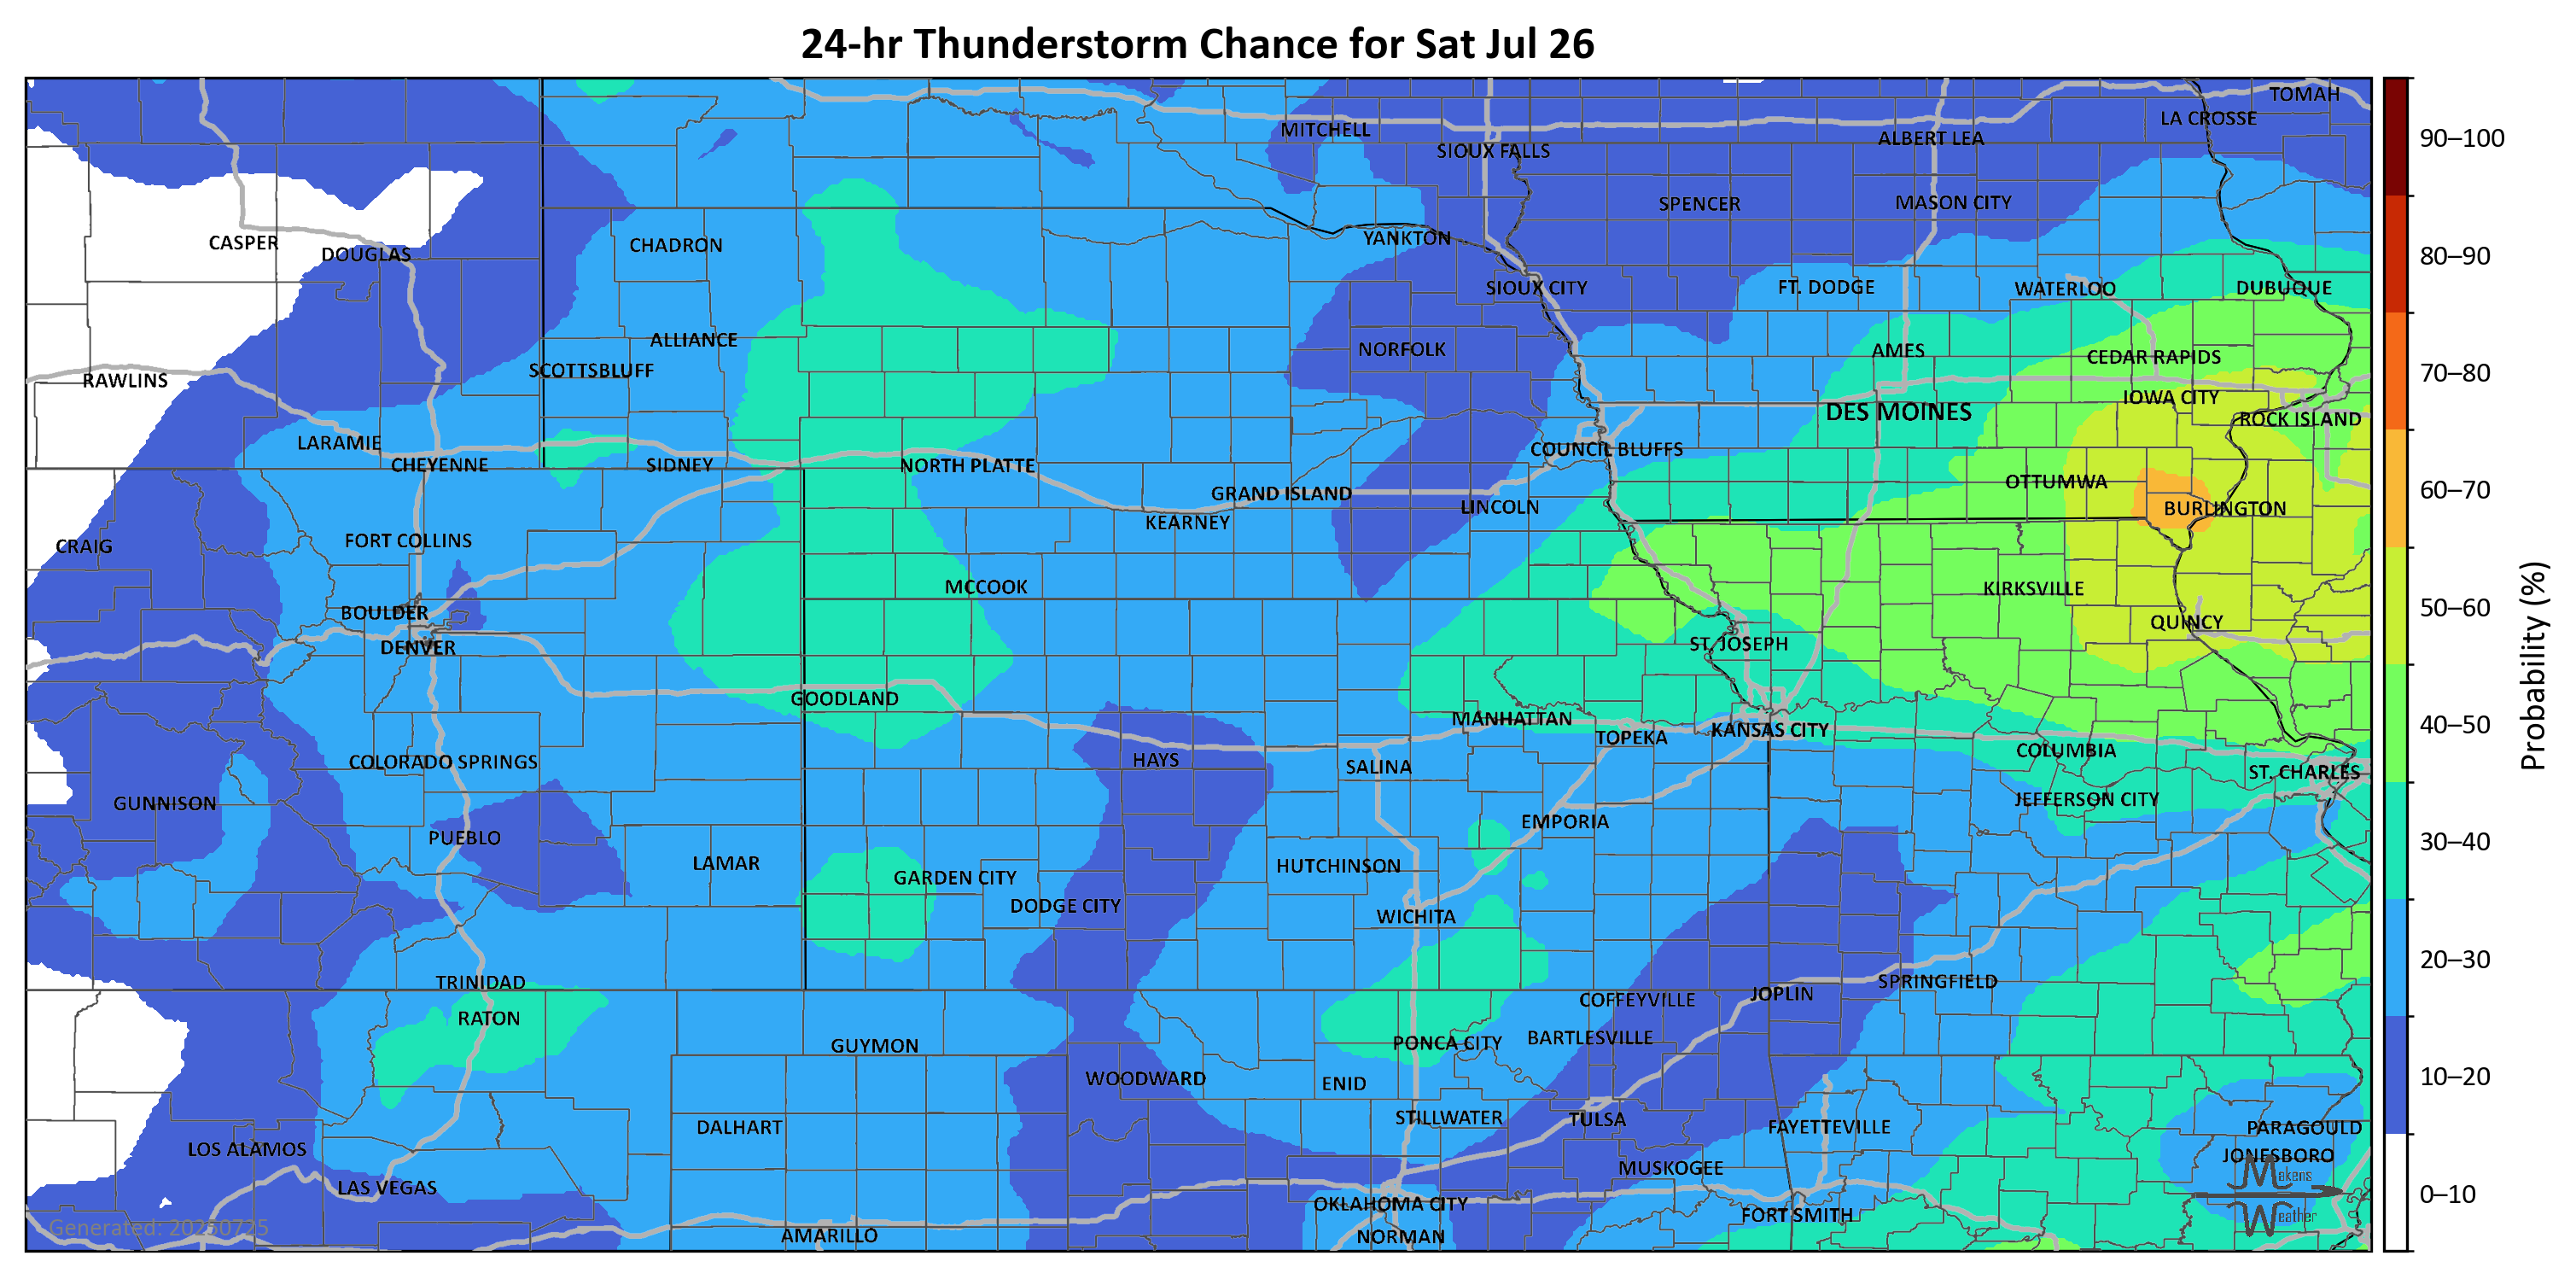 24-hr Thunderstorm Chance for Sat Jul 26
TOMAH
LA CROSSE
MITCHELL
ALBERT LEA
SIOUX FALLS
SPENCER
MASON CITY
CASPER
DOUGLAS
CHADRON
YANKTON
SIOUX CITY
FT. DODGE
WATERLOO
DUBUQUE
ALLIANCE
NORFOLK
AMES
CEDAR RAPIDS
RAWLINS
SCOTTSBLUFF
IOWA CITY
DES MOINES
ROCK ISLAND
LARAMIE
CHEYENNE
SIDNEY
NORTH PLATTE
COUNCIL BLUFFS
GRAND ISLAND
LINCOLN
OTTUMWA
BURLINGTON
KEARNEY
CRAIG
FORT COLLINS
MCCOOK
KIRKSVILLE
BOULDER
QUINCY
DENVER
ST. JOSEPH
GOODLAND
MANHATTAN
TOPEKA
KANSAS CITY
COLUMBIA
COLORADO SPRINGS
HAYS
SALINA
ST. CHARLES
GUNNISON
JEFFERSON CITY
PUEBLO
EMPORIA
LAMAR
HUTCHINSON
GARDEN CITY
DODGE CITY
WICHITA
TRINIDAD
SPRINGFIELD
COFFEYVILLE
JOPLIN
RATON
GUYMON
PONCA CITY
BARTLESVILLE
WOODWARD
ENID
DALHART
STILLWATER
TULSA
FAYETTEVILLE
PARAGOULD
LOS ALAMOS
JONESBORO
MUSKOGEE
LAS VEGAS
OKLAHOMA CITY
FORT SMITH
AMARILLO
NORMAN
Makens
Weather
Generated: 20250725
90–100
80–90
70–80
60–70
50–60
40–50
30–40
20–30
10–20
0–10
Probability (%)